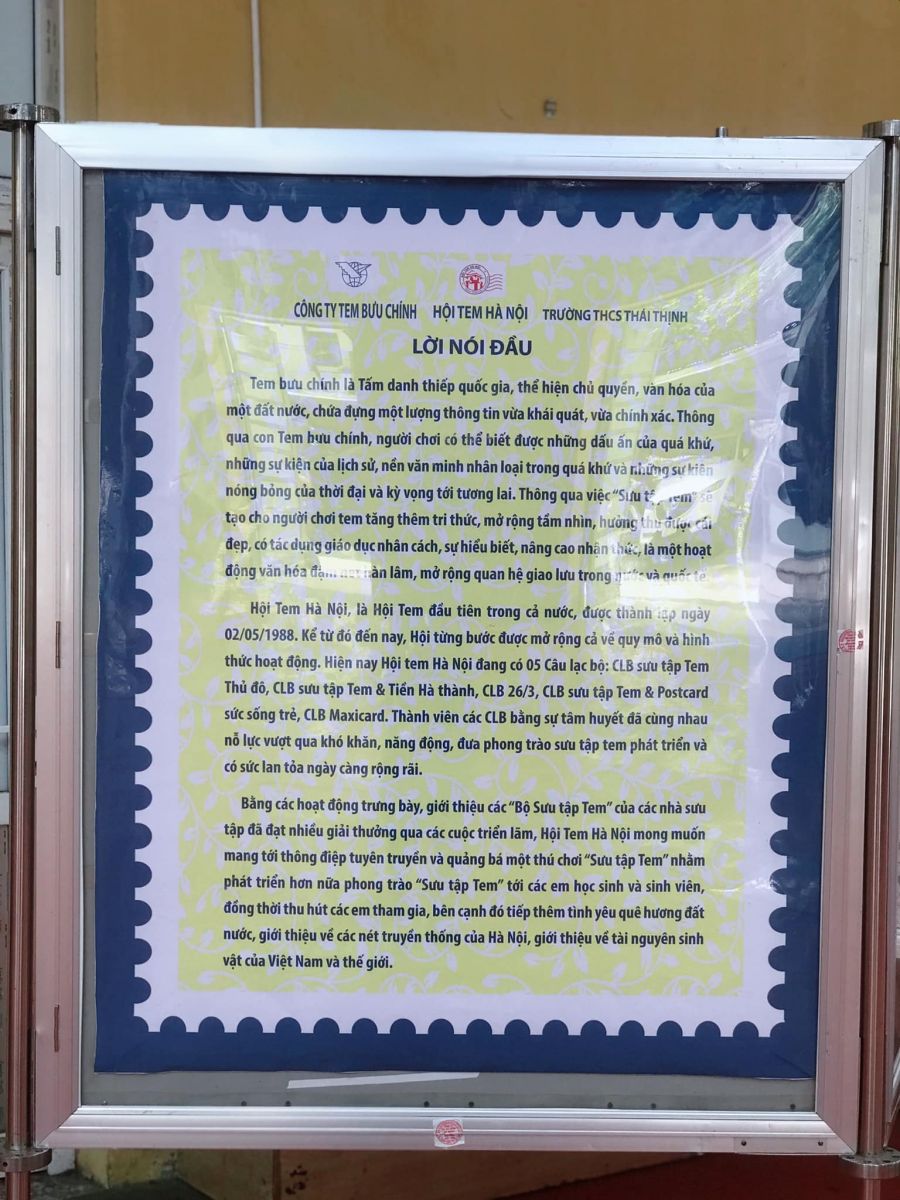 CÔNG TY TEM BƯU CHÍNH HỘI TEM HÀ NỘI TRƯỜNG THCS THÁI THỊNH
LỜI NÓI ĐẦU
Tem bưu chính là Tấm danh thiếp quốc gia, thể hiện chủ quyền, văn hóa của
một đất nước, chứa đựng một lượng thông tin vừa khái quát, vừa chính xác. Thông
qua con Tem bưu chính, người chơi có thể biết được những dấu ấn của quá khứ,
những sự kiện của lịch sử, nền văn minh nhân loại trong quá khứ và những sự kiện
nóng bỏng của thời đại và kỳ vọng tới tương lai. Thông qua việc "Sưu tập Tem" sẽ
tạo cho người chơi tem tăng thêm tri thức, mở rộng tầm nhìn, hưởng thụ được cái
đẹp, có tác dụng giáo dục nhân cách, sự hiểu biết, nâng cao nhận thức, là một hoạt
động văn hóa đậm hàn lâm, mở rộng quan hệ giao lưu trong nước và quốc tế.
Hội Tem Hà Nội, là Hội Tem đầu tiên trong cả nước, được thành lập ngày
02/05/1988. Kể từ đó đến nay, Hội từng bước được mở rộng cả về quy mô và hình
thức hoạt động. Hiện nay Hội tem Hà Nội đang có 05 Câu lạc bộ: CLB sưu tập Tem
Thủ đô, CLB sưu tập Tem & Tiền Hà thành, CLB 26/3, CLB sưu tập Tem & Postcard
sức sống trẻ, CLB Maxicard. Thành viên các CLB bằng sự tâm huyết đã cùng nhau
nỗ lực vượt qua khó khăn, năng động, đưa phong trào sưu tập tem phát triển và
có sức lan tỏa ngày càng rộng rãi.
Bằng các hoạt động trưng bày, giới thiệu các "Bộ Sưu tập Tem" của các nhà sưu
tập đã đạt nhiều giải thưởng qua các cuộc triển lãm, Hội Tem Hà Nội mong muốn
mang tới thông điệp tuyên truyền và quảng bá một thú chơi "Sưu tập Tem" nhằm
phát triển hơn nữa phong trào "Sưu tập Tem" tới các em học sinh và sinh viên,
đồng thời thu hút các em tham gia, bên cạnh đó tiếp thêm tình yêu quê hương đất
nước, giới thiệu về các nét truyền thống của Hà Nội, giới thiệu về tài nguyên sinh
vật của Việt Nam và thế giới.